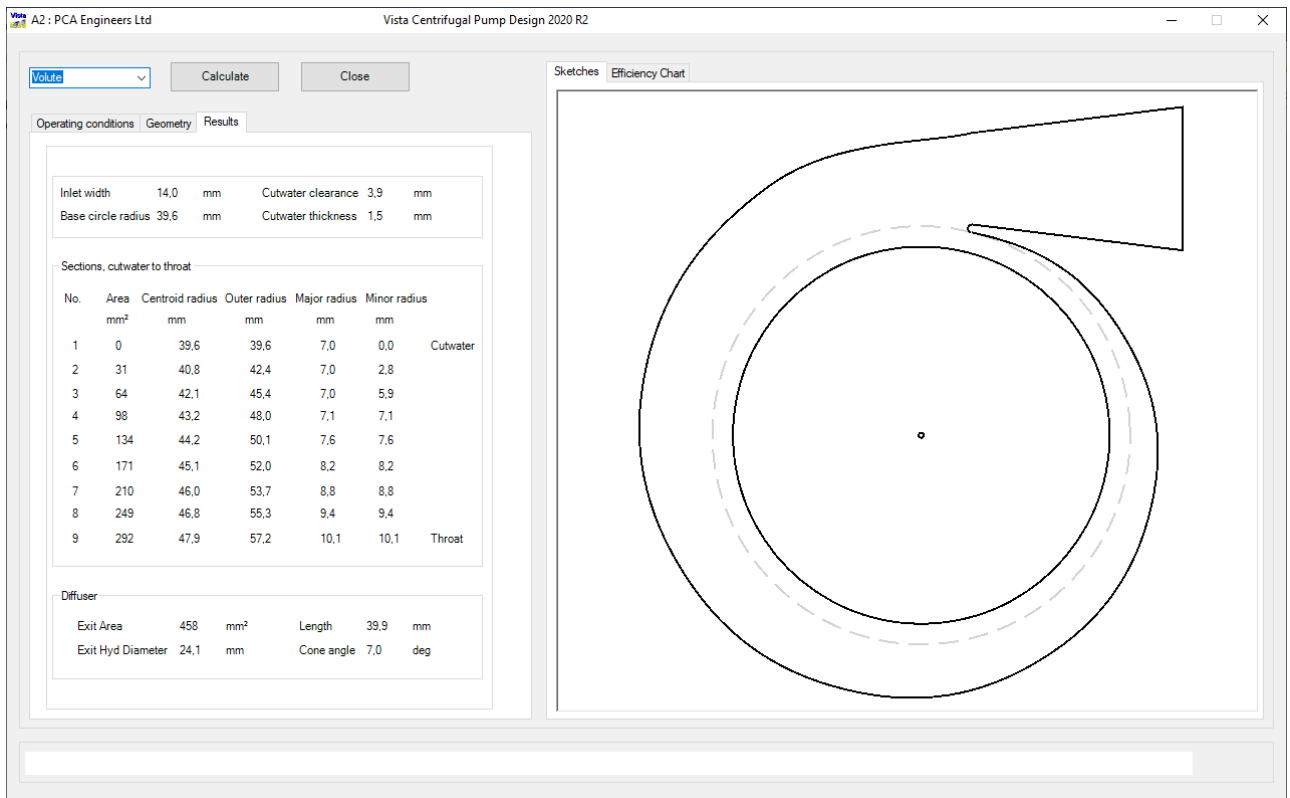 Vista A2 : PCA Engineers Ltd Vista Centrifugal Pump Design 2020 R2
Volute Calculate Close
Operating conditions Geometry Results
Inlet width 14,0 mm Cutwater clearance 3,9 mm
Base circle radius 39,6 mm Cutwater thickness 1,5 mm
Sections, cutwater to throat
No. Area Centroid radius Outer radius Major radius Minor radius
mm² mm mm mm mm
1 0 39,6 39,6 7,0 0,0 Cutwater
2 31 40,8 42,4 7,0 2,8
3 64 42,1 45,4 7,0 5,9
4 98 43,2 48,0 7,1 7,1
5 134 44,2 50,1 7,6 7,6
6 171 45,1 52,0 8,2 8,2
7 210 46,0 53,7 8,8 8,8
8 249 46,8 55,3 9,4 9,4
9 292 47,9 57,2 10,1 10,1 Throat
Diffuser
Exit Area 458 mm² Length 39,9 mm
Exit Hyd Diameter 24,1 mm Cone angle 7,0 deg
Sketches Efficiency Chart